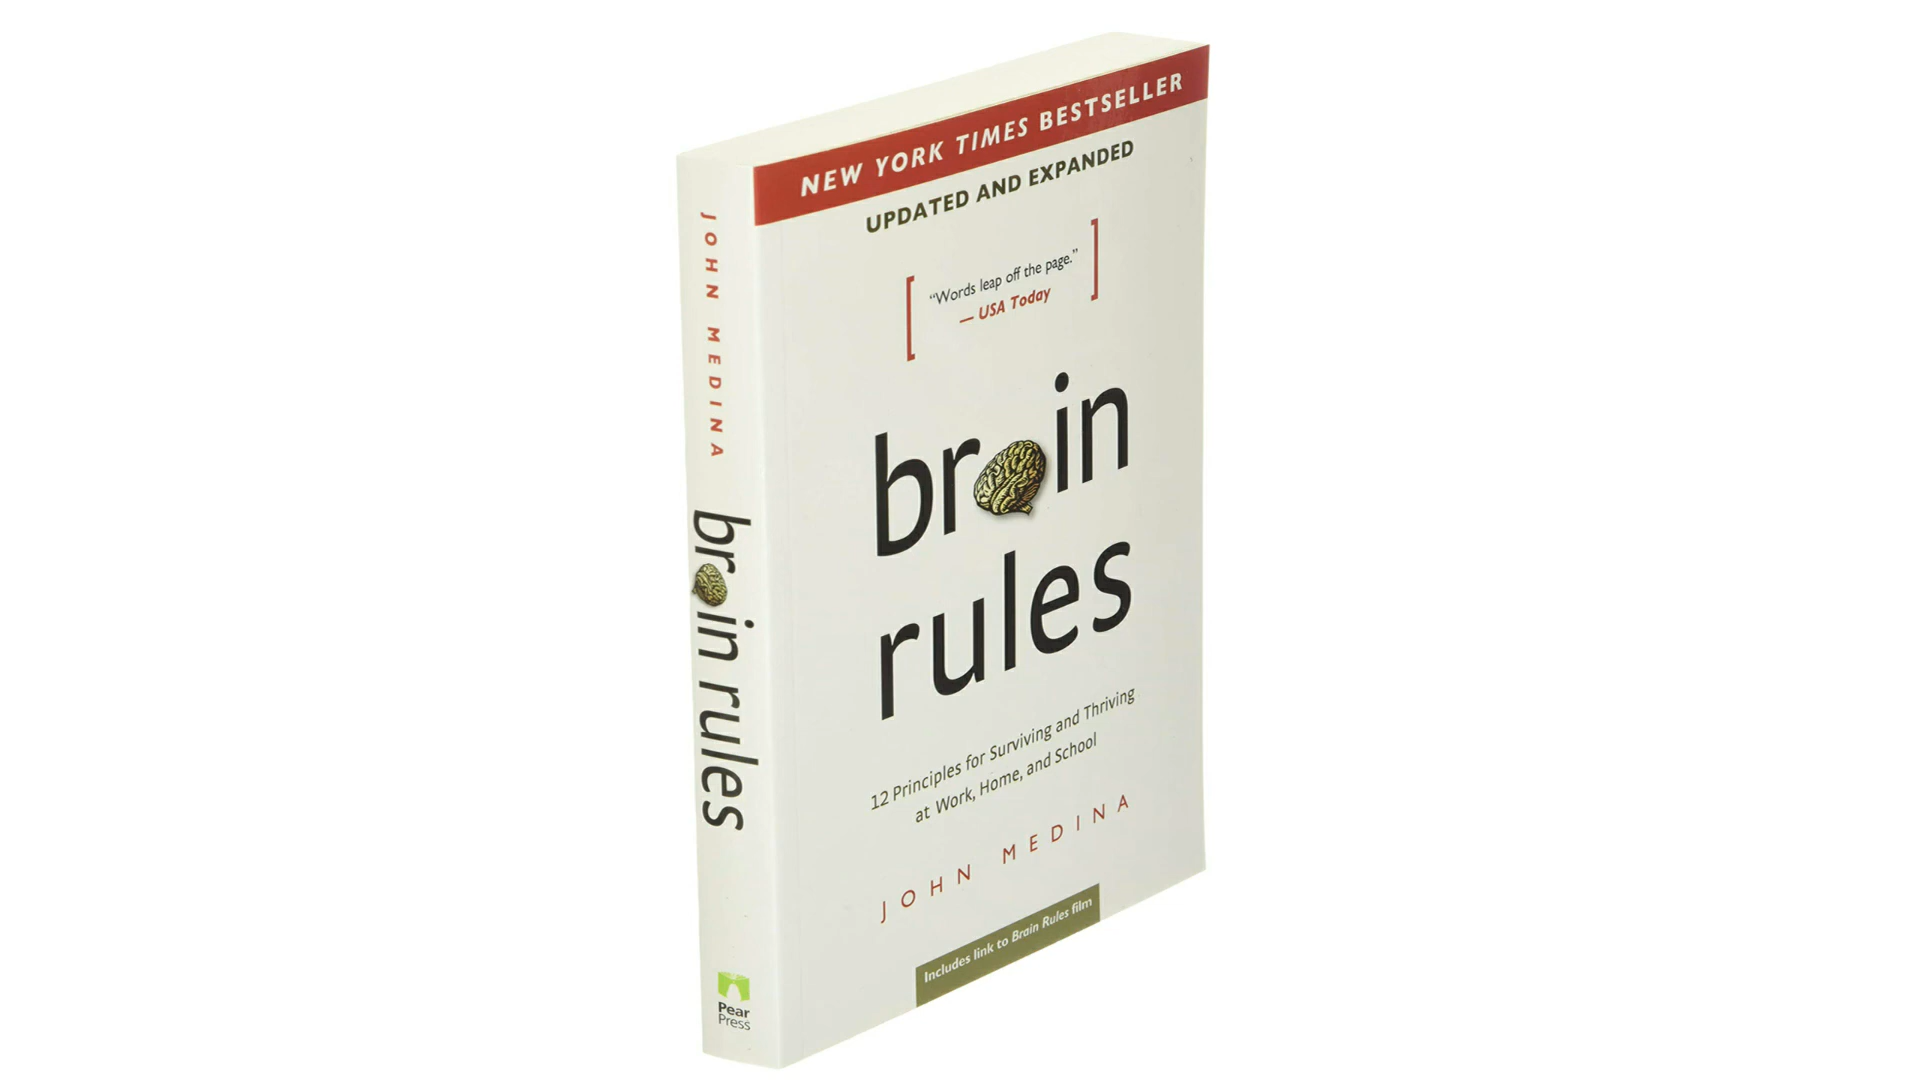 NEW YORK TIMES BESTSELLER
UPDATED AND EXPANDED
[ "Words leap off the page."
— USA Today ]
brain
rules
12 Principles for Surviving and Thriving
at Work, Home, and School
JOHN MEDINA
Includes link to Brain Rules film
JOHN MEDINA
brain rules
Pear
Press